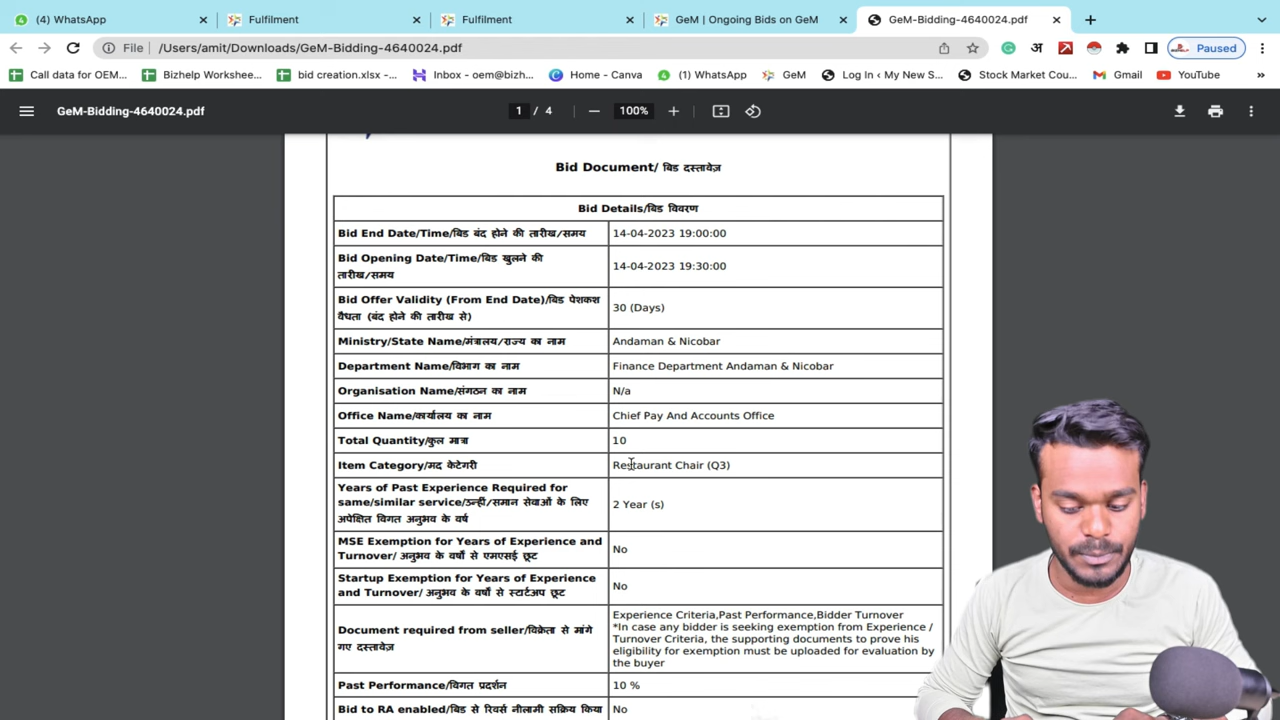 (4) WhatsApp
Fulfilment
Fulfilment
GeM | Ongoing Bids on GeM
GeM-Bidding-4640024.pdf
File
/Users/amit/Downloads/GeM-Bidding-4640024.pdf
अ
Paused
Call data for OEM...
Bizhelp Workshee...
bid creation.xlsx -...
Inbox - oem@bizh...
Home - Canva
(1) WhatsApp
GeM
Log In ‹ My New S...
Stock Market Cou...
Gmail
YouTube
»
GeM-Bidding-4640024.pdf
1 / 4
100%
Bid Document/ बिड दस्तावेज़
Bid Details/बिड विवरण
Bid End Date/Time/बिड बंद होने की तारीख/समय
14-04-2023 19:00:00
Bid Opening Date/Time/बिड खुलने की
तारीख/समय
14-04-2023 19:30:00
Bid Offer Validity (From End Date)/बिड पेशकश
वैधता (बंद होने की तारीख से)
30 (Days)
Ministry/State Name/मंत्रालय/राज्य का नाम
Andaman & Nicobar
Department Name/विभाग का नाम
Finance Department Andaman & Nicobar
Organisation Name/संगठन का नाम
N/a
Office Name/कार्यालय का नाम
Chief Pay And Accounts Office
Total Quantity/कुल मात्रा
10
Item Category/मद केटेगरी
Restaurant Chair (Q3)
Years of Past Experience Required for
same/similar service/उन्हीं/समान सेवाओं के लिए
अपेक्षित विगत अनुभव के वर्ष
2 Year (s)
MSE Exemption for Years of Experience and
Turnover/ अनुभव के वर्षों से एमएसई छूट
No
Startup Exemption for Years of Experience
and Turnover/ अनुभव के वर्षों से स्टार्टअप छूट
No
Document required from seller/विक्रेता से मांगे
गए दस्तावेज़
Experience Criteria,Past Performance,Bidder Turnover
*In case any bidder is seeking exemption from Experience /
Turnover Criteria, the supporting documents to prove his
eligibility for exemption must be uploaded for evaluation by
the buyer
Past Performance/विगत प्रदर्शन
10 %
Bid to RA enabled/बिड से रिवर्स नीलामी सक्रिय किया
No